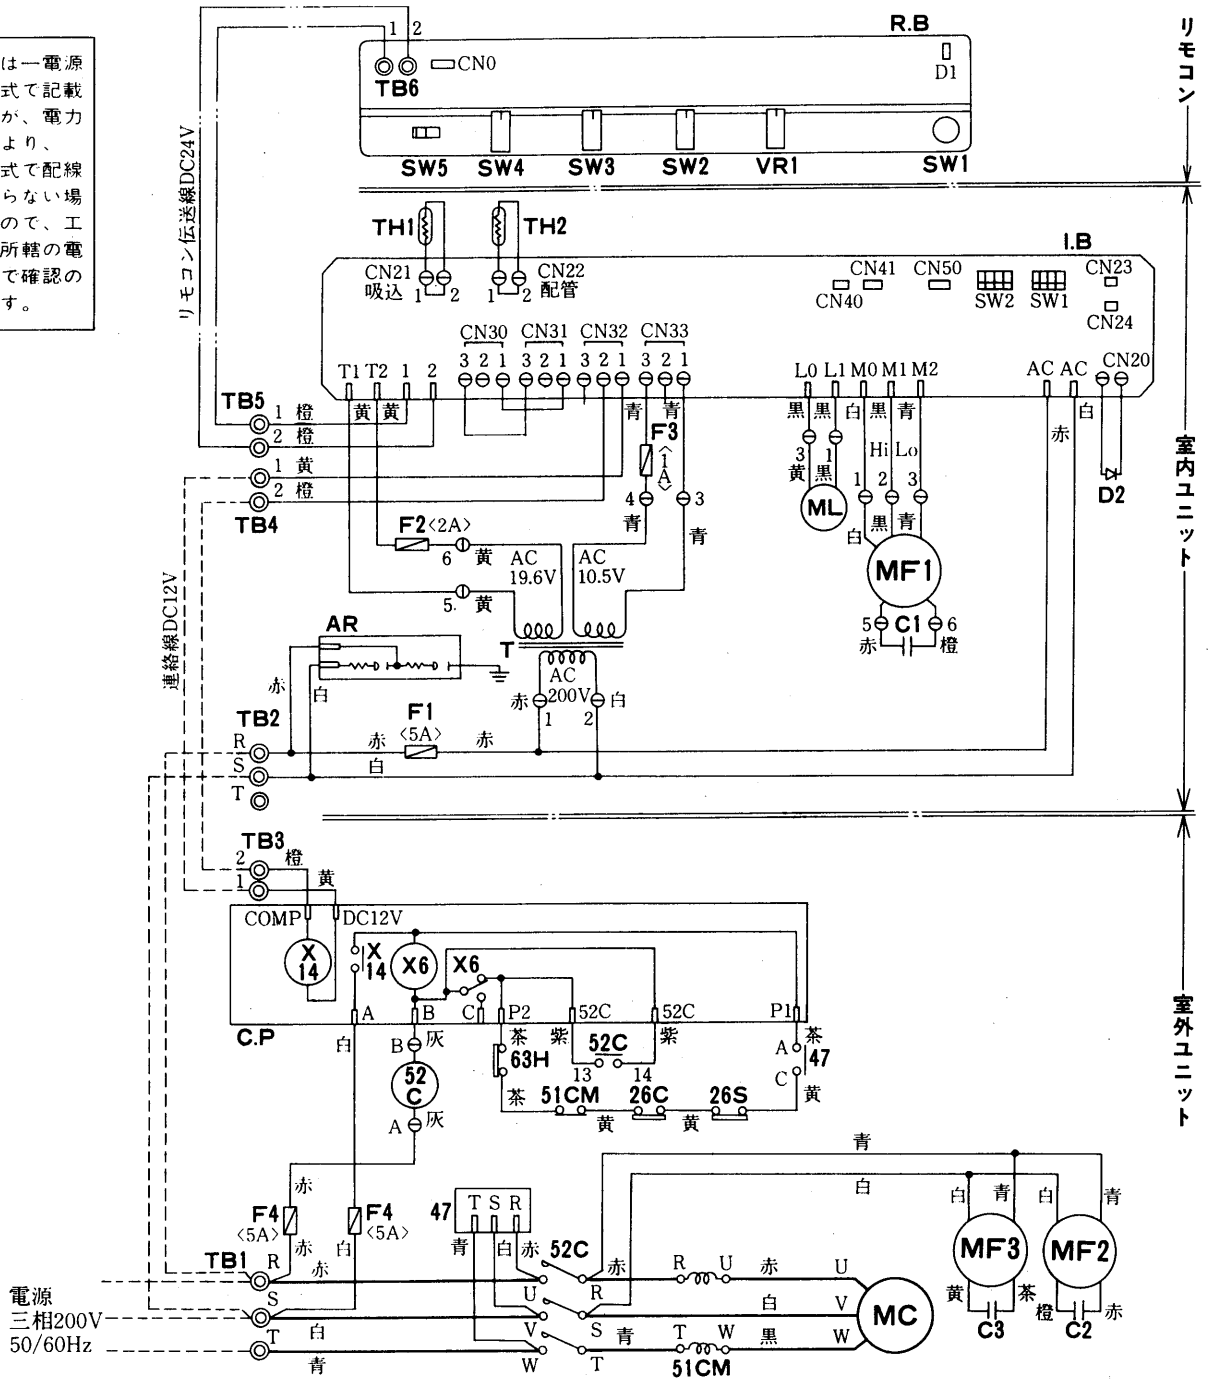 は一電源
式で記載
が、電力
より、
式で配線
らない場
ので、工
所轄の電
で確認の
す。
リモコン
R.B
1 2
CN0
TB6
D1
SW5 SW4 SW3 SW2 VR1 SW1
リモコン伝送線DC24V
TH1 TH2
I.B
CN21
吸込 1 2
CN22
1 2 配管
CN41 CN50 CN23
CN40 SW2 SW1
CN24
CN30 CN31 CN32 CN33
3 2 1 3 2 1 3 2 1 3 2 1
T1 T2 1 2
L0 L1 M0 M1 M2
AC AC CN20
TB5
1 橙 黄 黄
2 橙
1 黄
2 橙
TB4
青 青
F3
〈1A〉
4 3
青 青
黒 黒 白 黒 青
Hi Lo
3 1 1 2 3
黄 黒
ML
白 黒 青
MF1
5 C1 6
赤 橙
赤 白
D2
室内ユニット
F2〈2A〉
6 黄
5 黄
AC
19.6V
AC
10.5V
T
AC
200V
赤 白
1 2
連絡線DC12V
AR
赤 白
TB2
R
S
T
F1
〈5A〉
赤 赤
白
TB3
2 橙
1 黄
COMP DC12V
X
14
X
14
X6 X6
A B C P2 52C 52C P1
C.P
白 灰 茶 紫 紫 茶
B
63H
52C
13 14
A
C
47
52
C
茶
51CM 26C 26S
黄 黄 黄
A 灰
室外ユニット
赤
F4
〈5A〉
F4
〈5A〉
赤 白
47 T S R
青 白 赤
52C
青
白
白 青 白 青
MF3 MF2
黄 茶 橙 赤
C3 C2
TB1
R 赤
S
白
T
青
電源
三相200V
50/60Hz
U
V
W
赤
R
S
T
青
R U 赤 U
白 V
T W 黒 W
51CM
MC